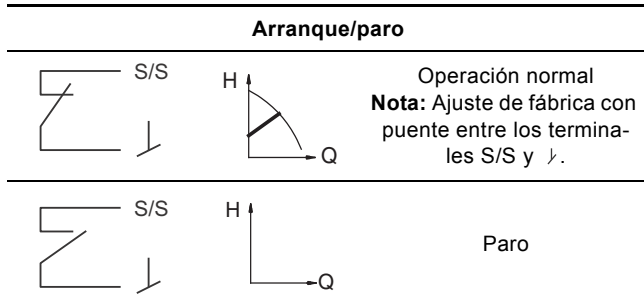 Arranque/paro
S/S
H
Q
Operación normal
Nota: Ajuste de fábrica con
puente entre los termina-
les S/S y .
S/S
H
Q
Paro